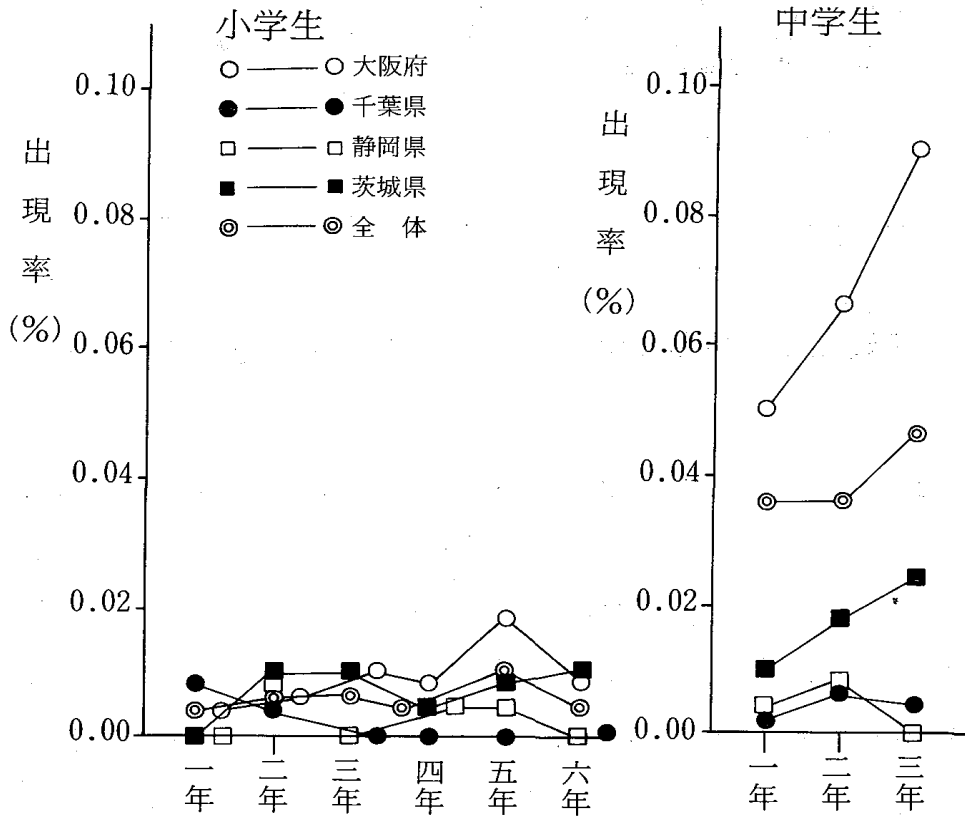 小学生
大阪府
千葉県
静岡県
茨城県
全 体
出現率(%)
0.10
0.08
0.06
0.04
0.02
0.00
一年
二年
三年
四年
五年
六年
中学生
出現率(%)
0.10
0.08
0.06
0.04
0.02
0.00
一年
二年
三年